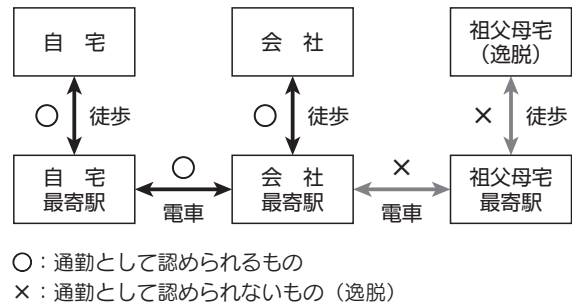 自　宅
会　社
祖父母宅
（逸脱）
○ 徒歩
○ 徒歩
× 徒歩
自　宅
最寄駅
○
電車
会　社
最寄駅
×
電車
祖父母宅
最寄駅
○：通勤として認められるもの
×：通勤として認められないもの（逸脱）